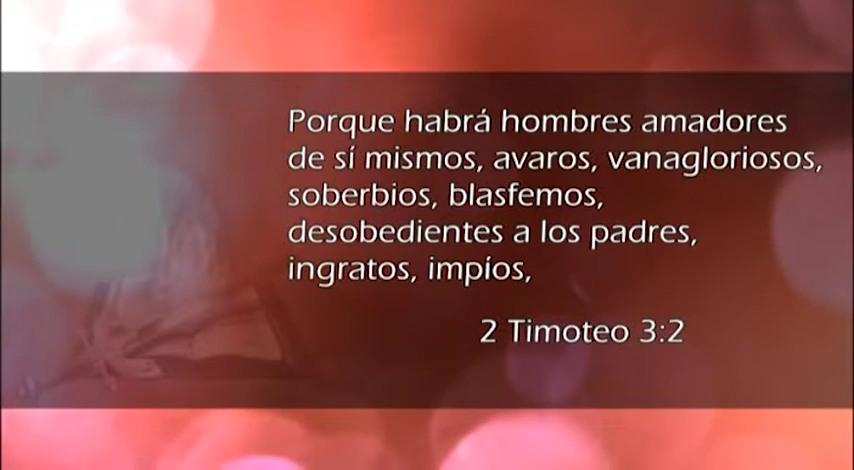 Porque habrá hombres amadores
de sí mismos, avaros, vanagloriosos,
soberbios, blasfemos,
desobedientes a los padres,
ingratos, impíos,
2 Timoteo 3:2